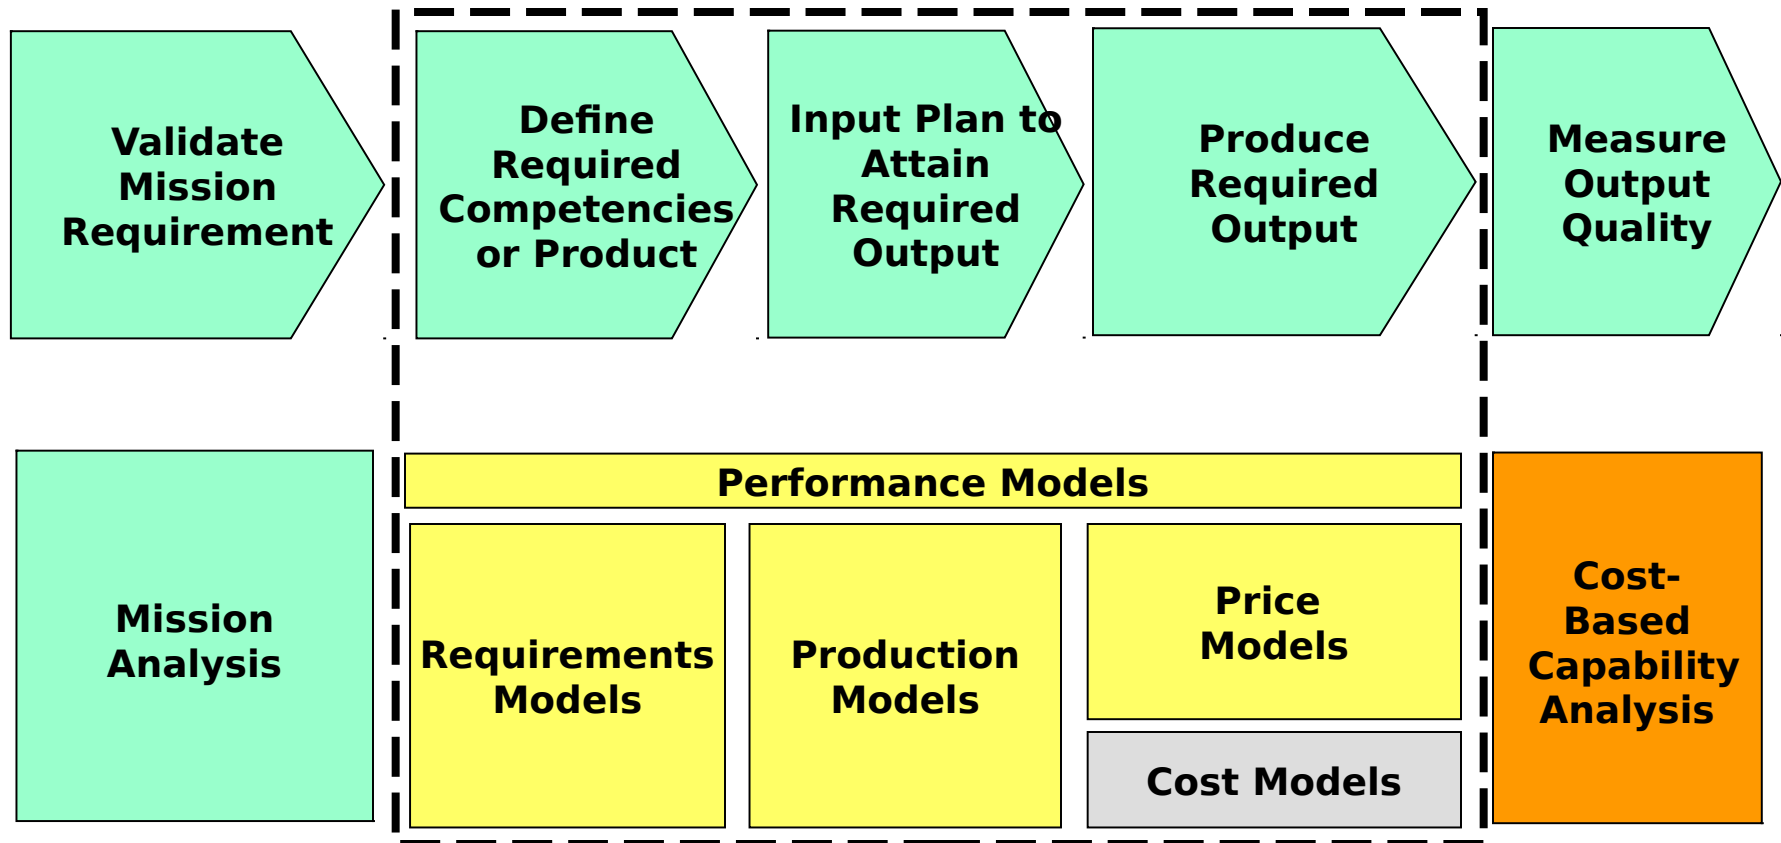 Validate
Mission
Requirement
Define
Required
Competencies
or Product
Input Plan to
Attain
Required
Output
Produce
Required
Output
Measure
Output
Quality
Mission
Analysis
Performance Models
Requirements
Models
Production
Models
Price
Models
Cost Models
Cost-
Based
Capability
Analysis